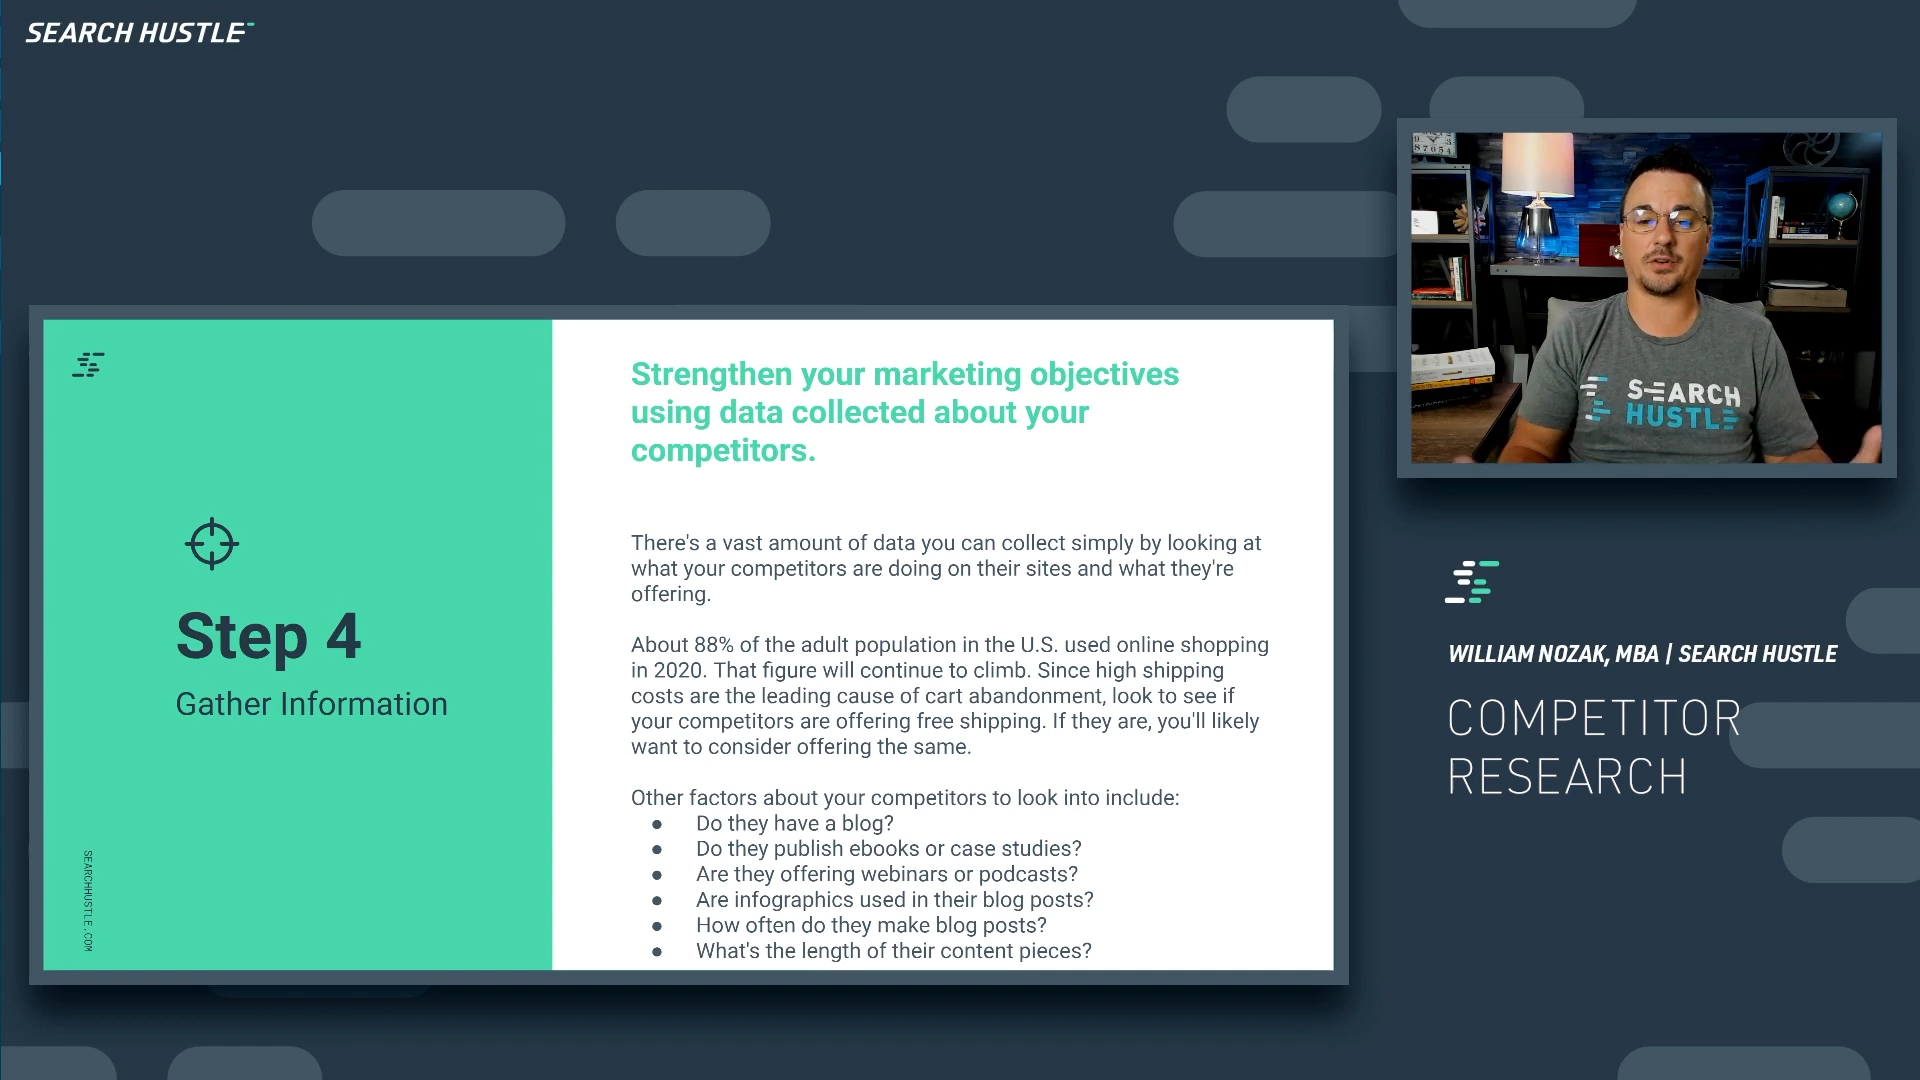 SEARCH HUSTLE
Step 4
Gather Information
SEARCHHUSTLE.COM
Strengthen your marketing objectives
using data collected about your
competitors.
There's a vast amount of data you can collect simply by looking at
what your competitors are doing on their sites and what they're
offering.
About 88% of the adult population in the U.S. used online shopping
in 2020. That figure will continue to climb. Since high shipping
costs are the leading cause of cart abandonment, look to see if
your competitors are offering free shipping. If they are, you'll likely
want to consider offering the same.
Other factors about your competitors to look into include:
● Do they have a blog?
● Do they publish ebooks or case studies?
● Are they offering webinars or podcasts?
● Are infographics used in their blog posts?
● How often do they make blog posts?
● What's the length of their content pieces?
SEARCH
HUSTLE
WILLIAM NOZAK, MBA | SEARCH HUSTLE
COMPETITOR
RESEARCH